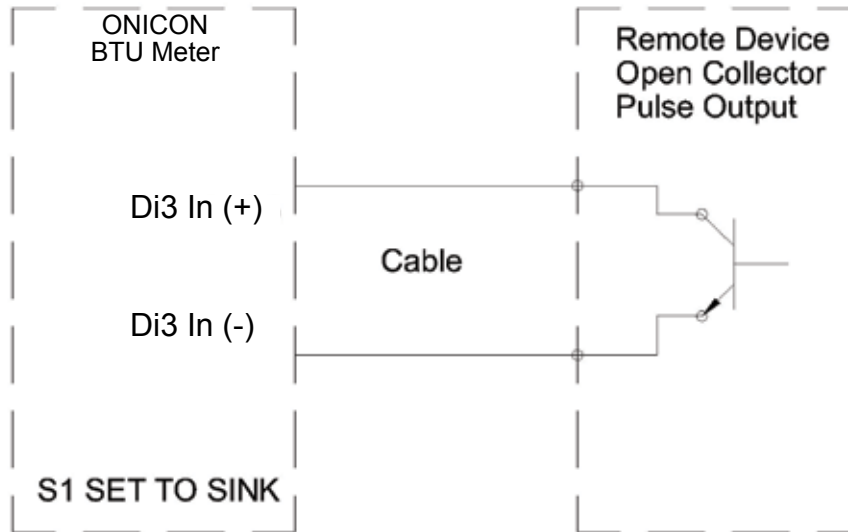 ONICON
BTU Meter
Remote Device
Open Collector
Pulse Output
Di3 In (+)
Cable
Di3 In (-)
S1 SET TO SINK